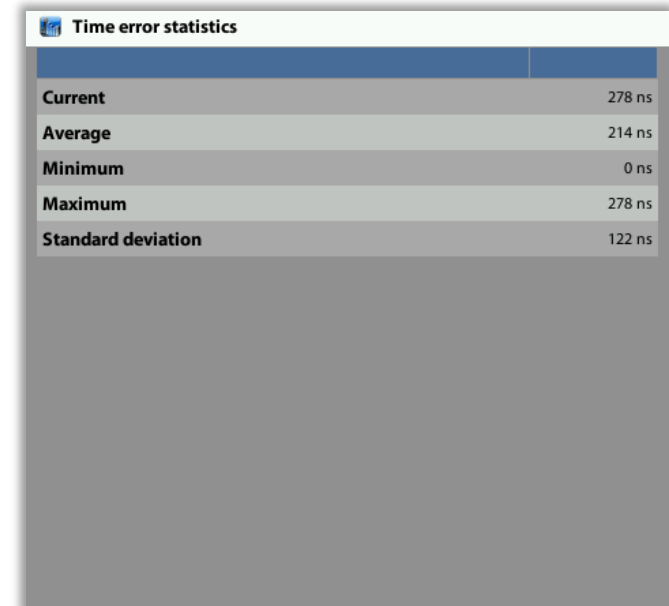 Time error statistics
Current 278 ns
Average 214 ns
Minimum 0 ns
Maximum 278 ns
Standard deviation 122 ns